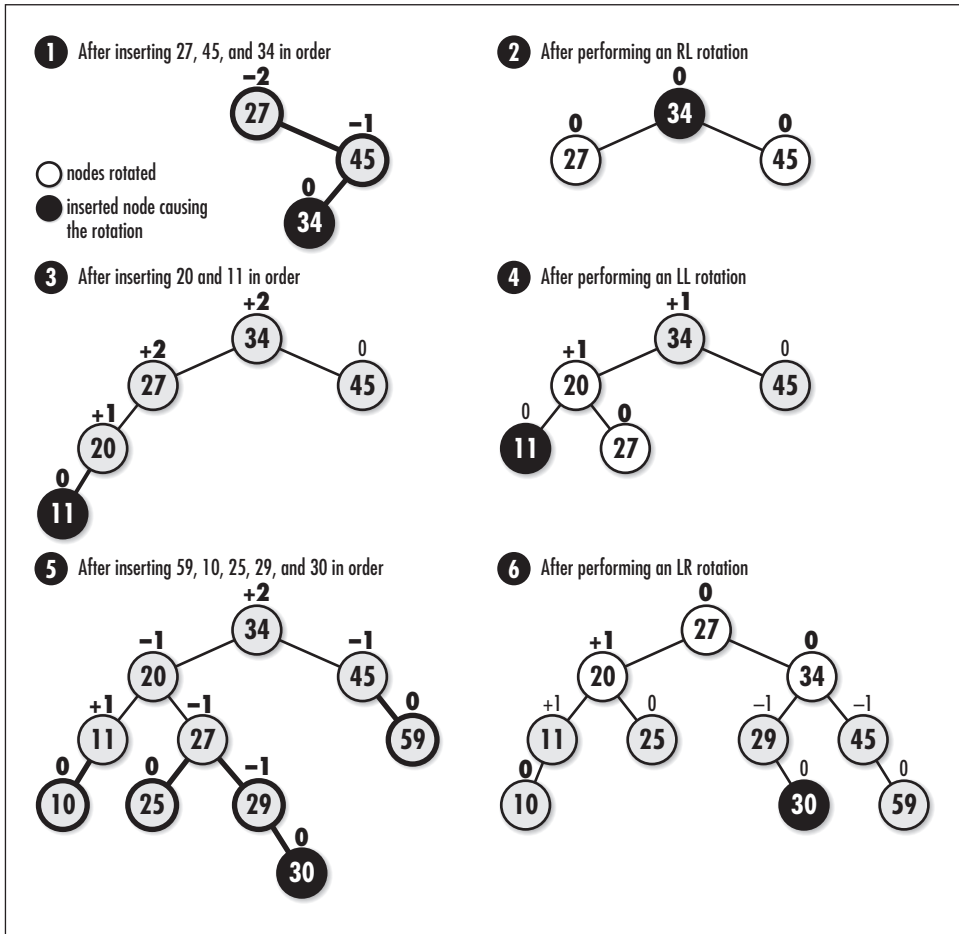 1 After inserting 27, 45, and 34 in order
−2
27
−1
45
0
34
nodes rotated
inserted node causing
the rotation
2 After performing an RL rotation
0
34
0 0
27 45
3 After inserting 20 and 11 in order
+2
34
+2 0
27 45
+1
20
0
11
4 After performing an LL rotation
+1
34
+1 0
20 45
0 0
11 27
5 After inserting 59, 10, 25, 29, and 30 in order
+2
34
−1 −1
20 45
+1 −1 0
11 27 59
0 0 −1
10 25 29
0
30
6 After performing an LR rotation
0
27
+1 0
20 34
+1 0 −1 −1
11 25 29 45
0 0 0
10 30 59